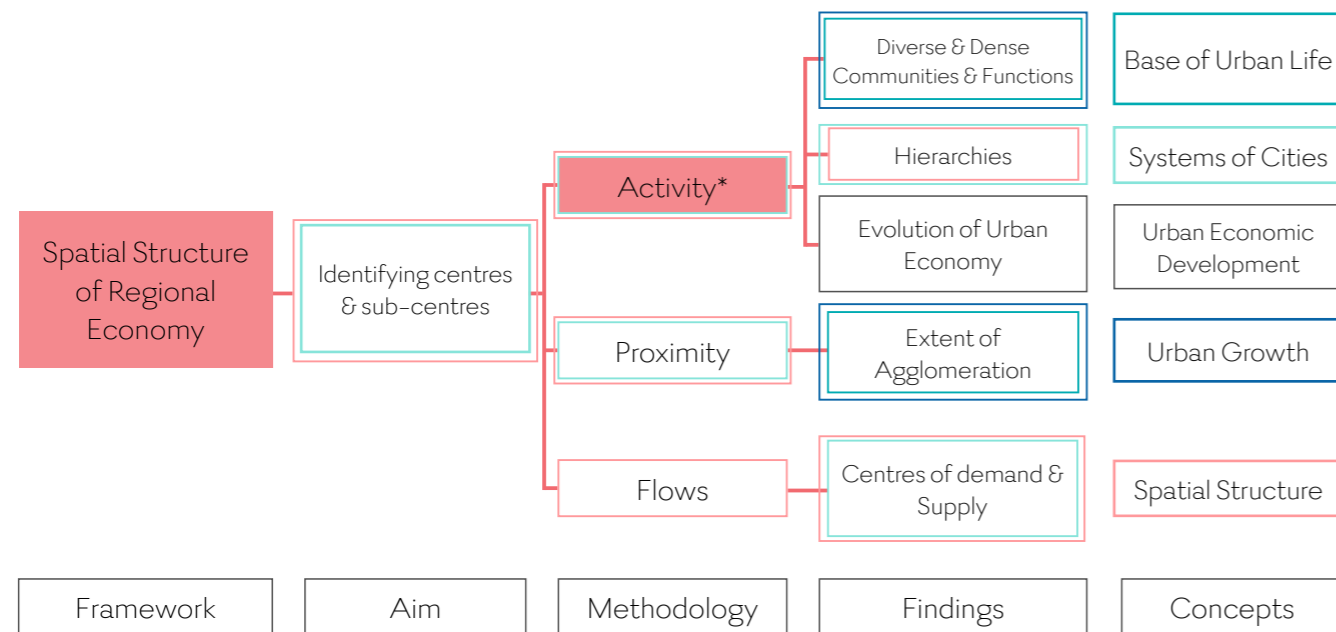 Spatial Structure
of Regional
Economy
Identifying centres
& sub-centres
Activity*
Proximity
Flows
Diverse & Dense
Communities & Functions
Hierarchies
Evolution of Urban
Economy
Extent of
Agglomeration
Centres of demand &
Supply
Base of Urban Life
Systems of Cities
Urban Economic
Development
Urban Growth
Spatial Structure
Framework
Aim
Methodology
Findings
Concepts